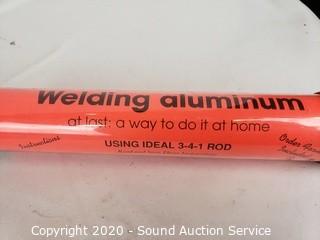 Welding aluminum
at last: a way to do it at home
USING IDEAL 3-4-1 ROD
Instructions
Order Form
Included
Copyright 2020 - Sound Auction Service